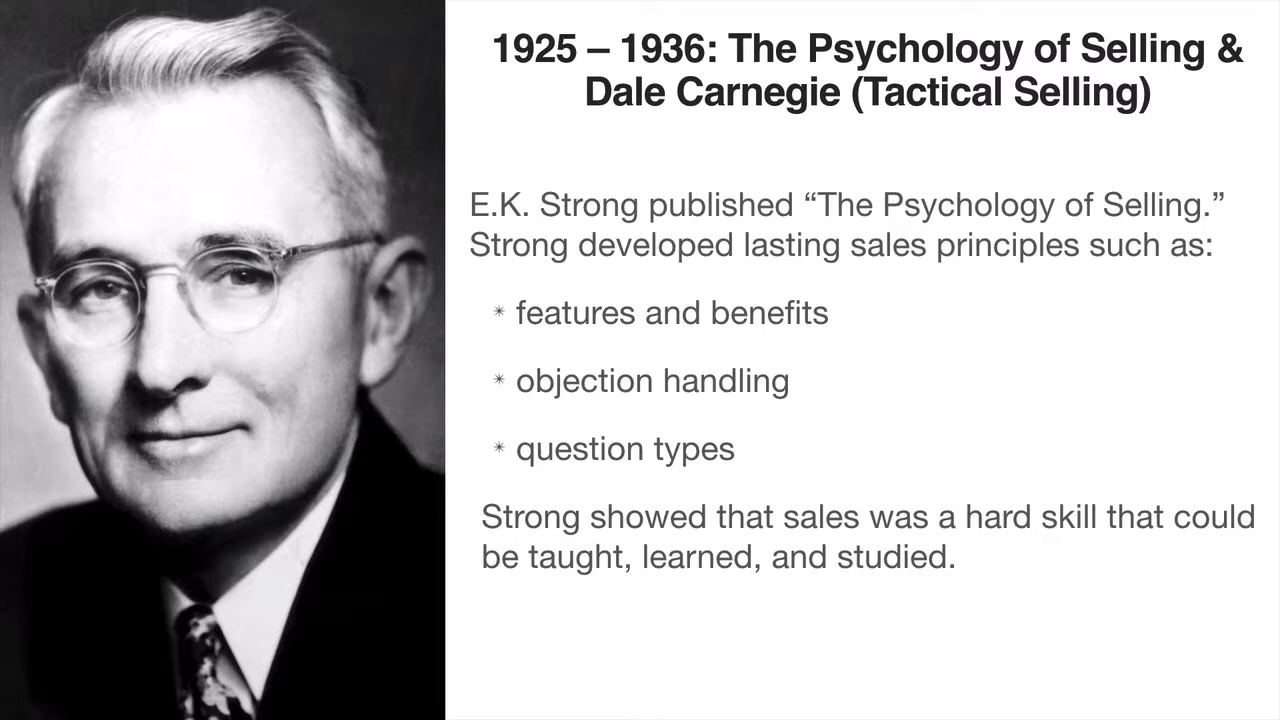 1925 – 1936: The Psychology of Selling &
Dale Carnegie (Tactical Selling)
E.K. Strong published “The Psychology of Selling.”
Strong developed lasting sales principles such as:
* features and benefits
* objection handling
* question types
Strong showed that sales was a hard skill that could
be taught, learned, and studied.